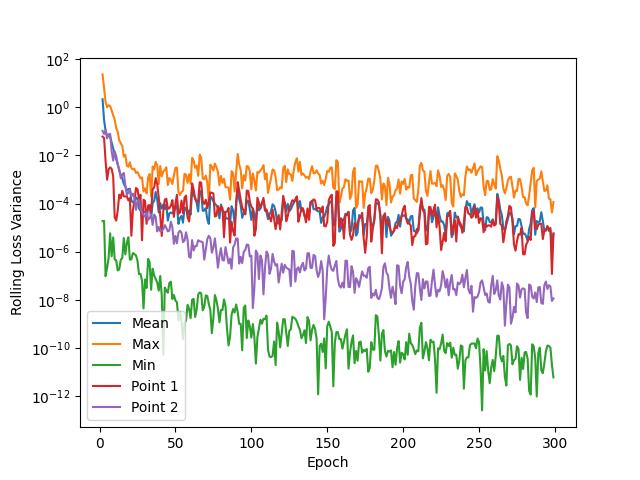 Rolling Loss Variance
10^2
10^0
10^−2
10^−4
10^−6
10^−8
10^−10
10^−12
Mean
Max
Min
Point 1
Point 2
0 50 100 150 200 250 300
Epoch